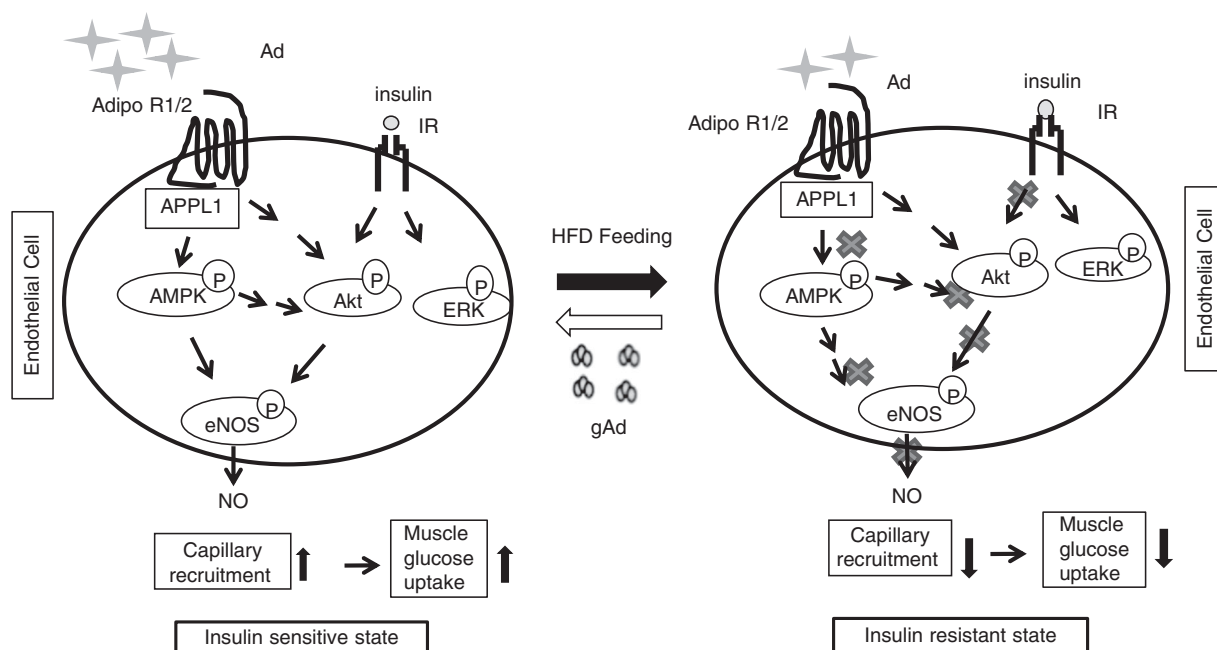 Ad
Adipo R1/2
insulin
IR
APPL1
P
AMPK
P
Akt
P
ERK
P
eNOS
NO
Endothelial Cell
Capillary
recruitment
Muscle
glucose
uptake
Insulin sensitive state
HFD Feeding
gAd
Ad
Adipo R1/2
insulin
IR
APPL1
P
AMPK
P
Akt
P
ERK
P
eNOS
NO
Endothelial Cell
Capillary
recruitment
Muscle
glucose
uptake
Insulin resistant state